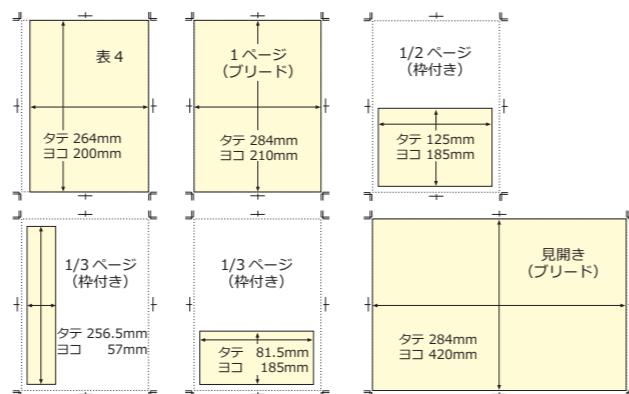 表4
タテ 264mm
ヨコ 200mm
1ページ
（ブリード）
タテ 284mm
ヨコ 210mm
1/2 ページ
（枠付き）
タテ 125mm
ヨコ 185mm
1/3 ページ
（枠付き）
タテ 256.5mm
ヨコ 57mm
1/3 ページ
（枠付き）
タテ 81.5mm
ヨコ 185mm
見開き
（ブリード）
タテ 284mm
ヨコ 420mm